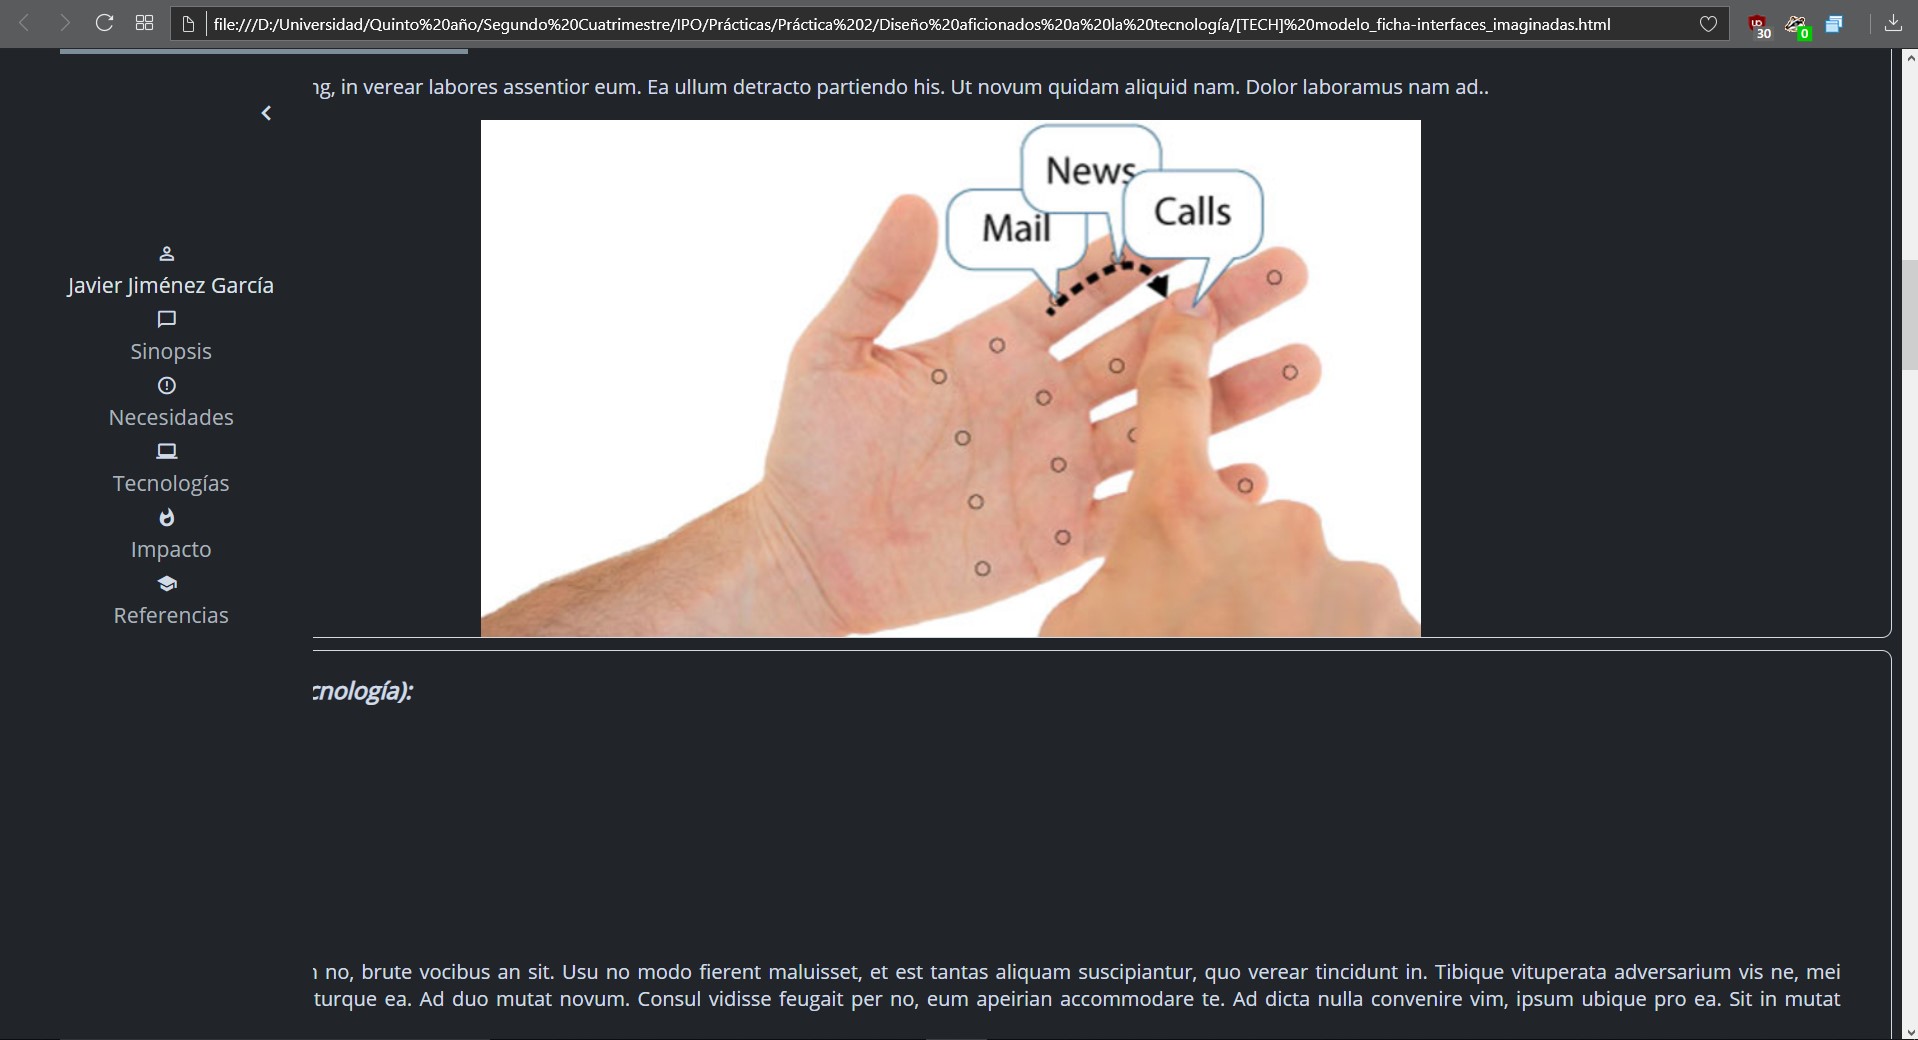 file:///D:/Universidad/Quinto%20año/Segundo%20Cuatrimestre/IPO/Prácticas/Práctica%202/Diseño%20aficionados%20a%20la%20tecnología/[TECH]%20modelo_ficha-interfaces_imaginadas.html
30
0
ng, in verear labores assentior eum. Ea ullum detracto partiendo his. Ut novum quidam aliquid nam. Dolor laboramus nam ad..
News
Mail
Calls
Javier Jiménez García
Sinopsis
Necesidades
Tecnologías
Impacto
Referencias
cnología):
no, brute vocibus an sit. Usu no modo fierent maluisset, et est tantas aliquam suscipiantur, quo verear tincidunt in. Tibique vituperata adversarium vis ne, mei
turque ea. Ad duo mutat novum. Consul vidisse feugait per no, eum apeirian accommodare te. Ad dicta nulla convenire vim, ipsum ubique pro ea. Sit in mutat